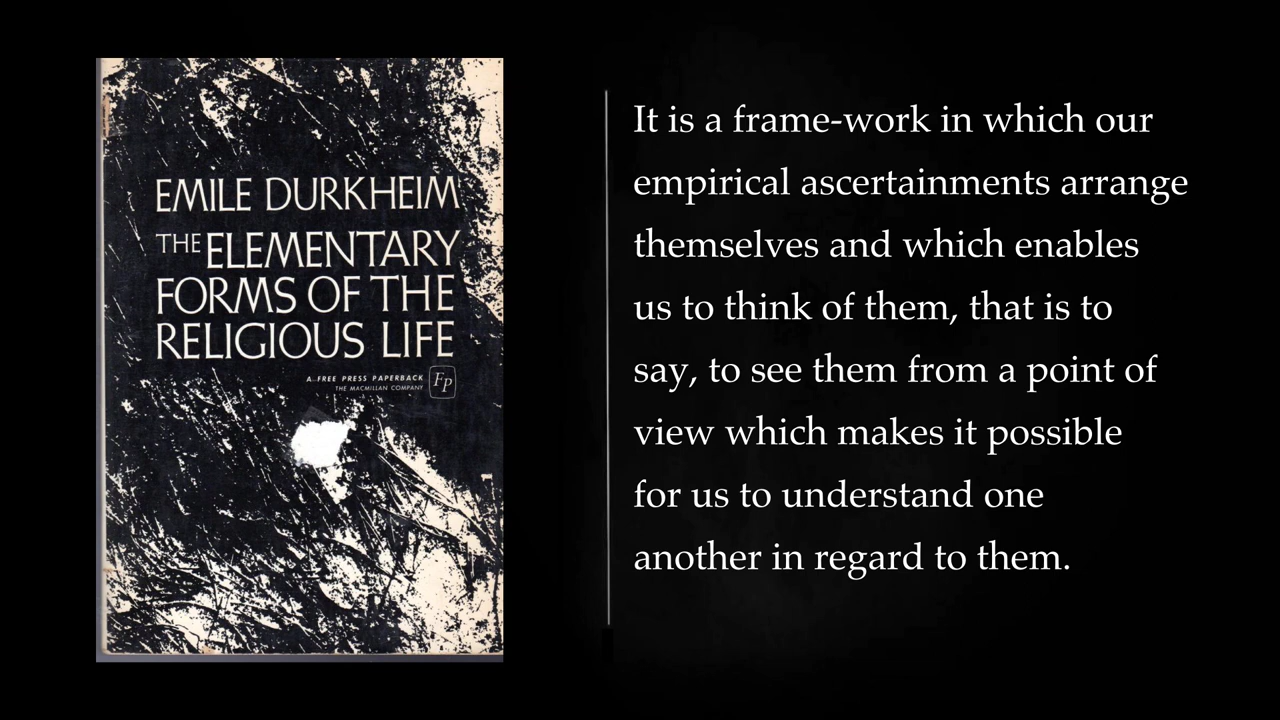 EMILE DURKHEIM
THE ELEMENTARY
FORMS OF THE
RELIGIOUS LIFE
A FREE PRESS PAPERBACK
THE MACMILLAN COMPANY
Fp
It is a frame-work in which our
empirical ascertainments arrange
themselves and which enables
us to think of them, that is to
say, to see them from a point of
view which makes it possible
for us to understand one
another in regard to them.